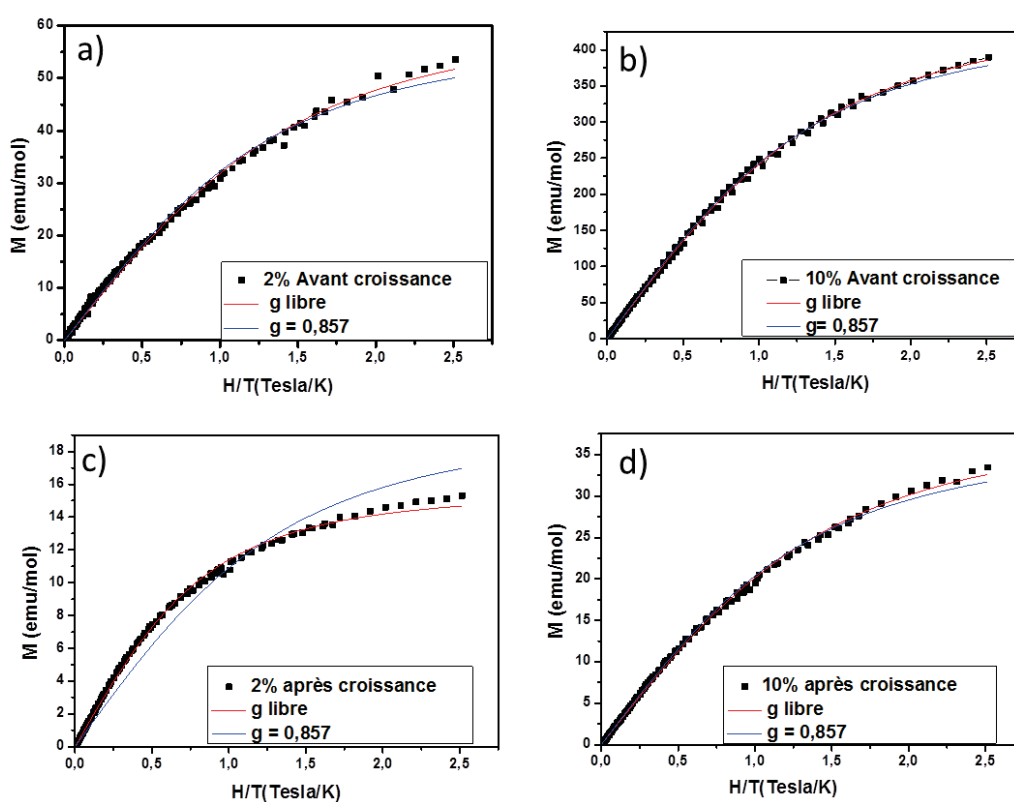 a)
60
50
40
30
20
10
0
M (emu/mol)
0,0 0,5 1,0 1,5 2,0 2,5
H/T(Tesla/K)
2% Avant croissance
g libre
g = 0,857
b)
400
350
300
250
200
150
100
50
0
M (emu/mol)
0,0 0,5 1,0 1,5 2,0 2,5
H/T(Tesla/K)
10% Avant croissance
g libre
g= 0,857
c)
18
16
14
12
10
8
6
4
2
0
M (emu/mol)
0,0 0,5 1,0 1,5 2,0 2,5
H/T(Tesla/K)
2% après croissance
g libre
g = 0,857
d)
35
30
25
20
15
10
5
0
M (emu/mol)
0,0 0,5 1,0 1,5 2,0 2,5
H/T(Tesla/K)
10% après croissance
g libre
g = 0,857